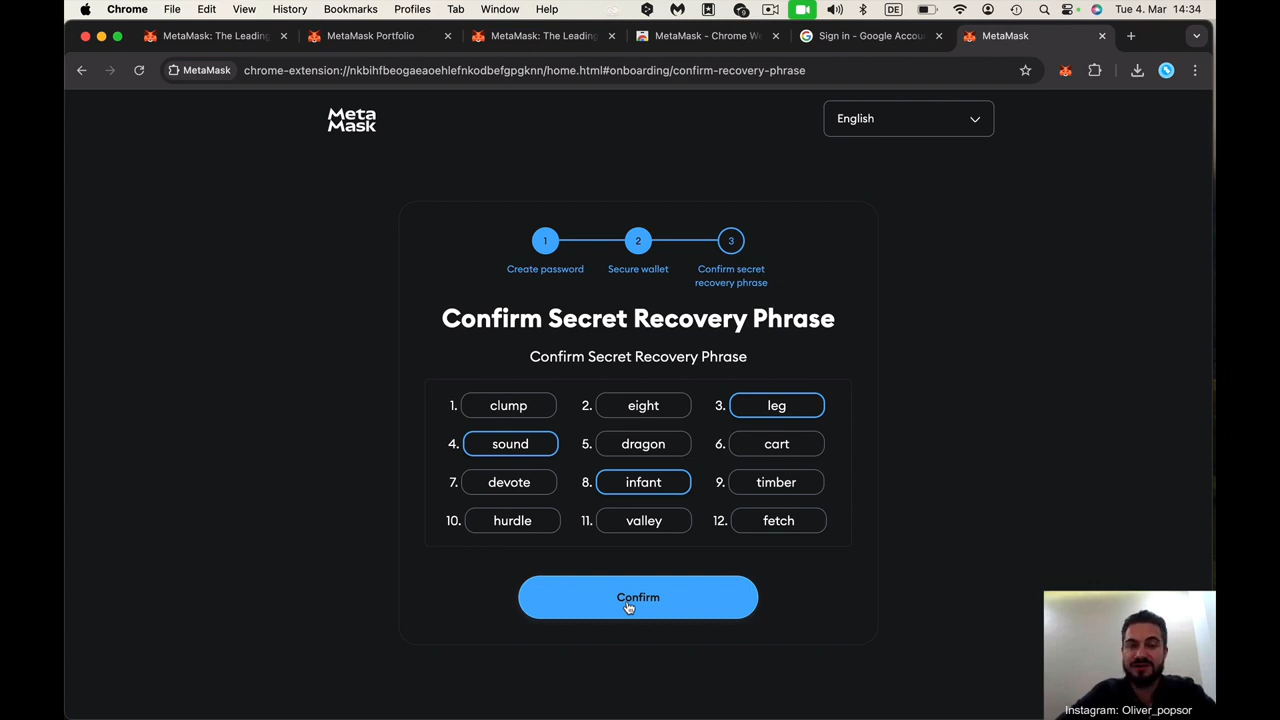 Chrome File Edit View History Bookmarks Profiles Tab Window Help DE Tue 4. Mar 14:34
MetaMask: The Leading MetaMask Portfolio MetaMask: The Leading MetaMask - Chrome We Sign in - Google Accou MetaMask
MetaMask chrome-extension://nkbihfbeogaeaoehlefnkodbefgpgknn/home.html#onboarding/confirm-recovery-phrase
Meta
Mask
English
1 2 3
Create password Secure wallet Confirm secret
recovery phrase
Confirm Secret Recovery Phrase
Confirm Secret Recovery Phrase
1. clump 2. eight 3. leg
4. sound 5. dragon 6. cart
7. devote 8. infant 9. timber
10. hurdle 11. valley 12. fetch
Confirm
Instagram: Oliver_popsor